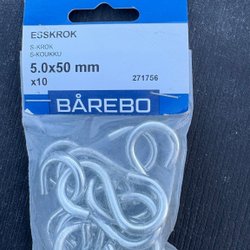 ESSKROK
S-KROK
S-KOUKKU
5.0x50 mm
x10
271756
BÅREBO